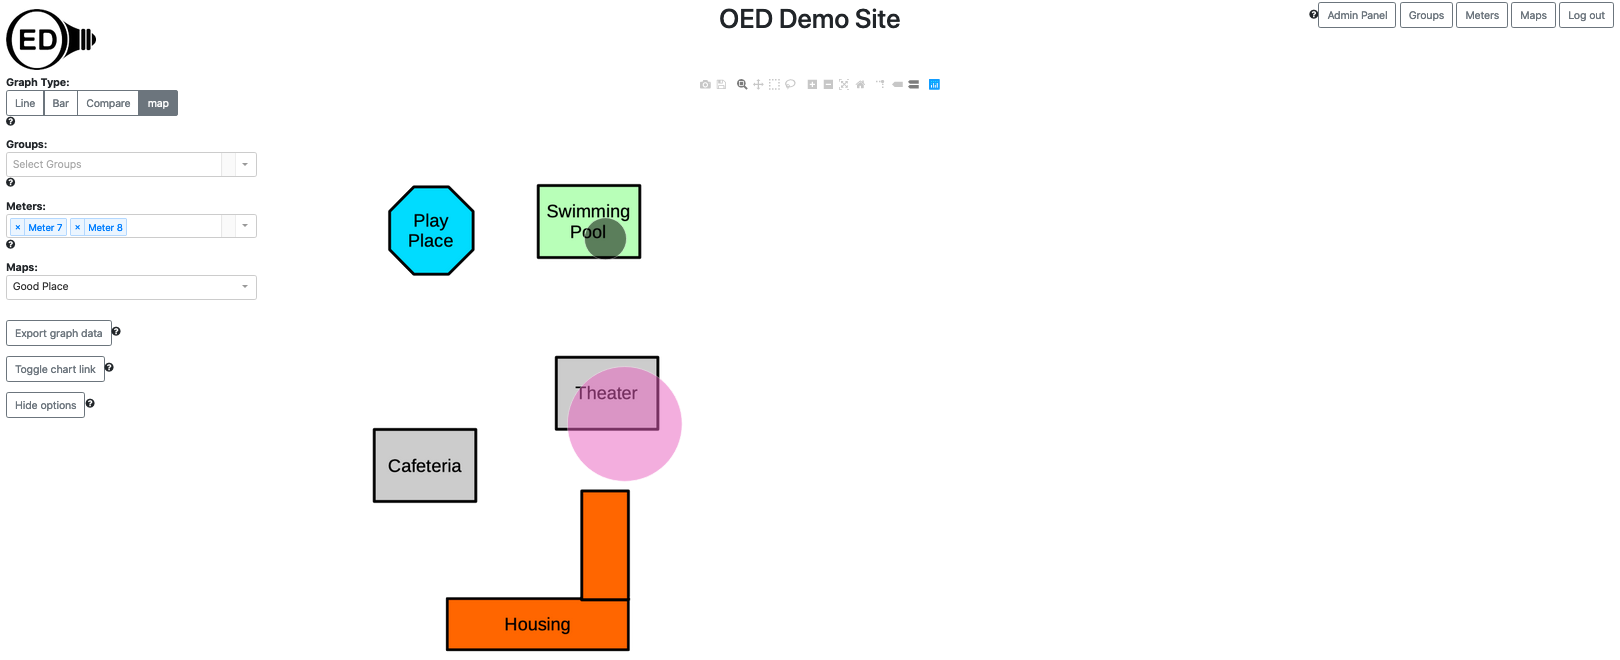 ED
OED Demo Site
Admin Panel
Groups
Meters
Maps
Log out
Graph Type:
Line
Bar
Compare
map
Groups:
Select Groups
Meters:
× Meter 7 × Meter 8
Maps:
Good Place
Export graph data
Toggle chart link
Hide options
Play
Place
Swimming
Pool
Theater
Cafeteria
Housing